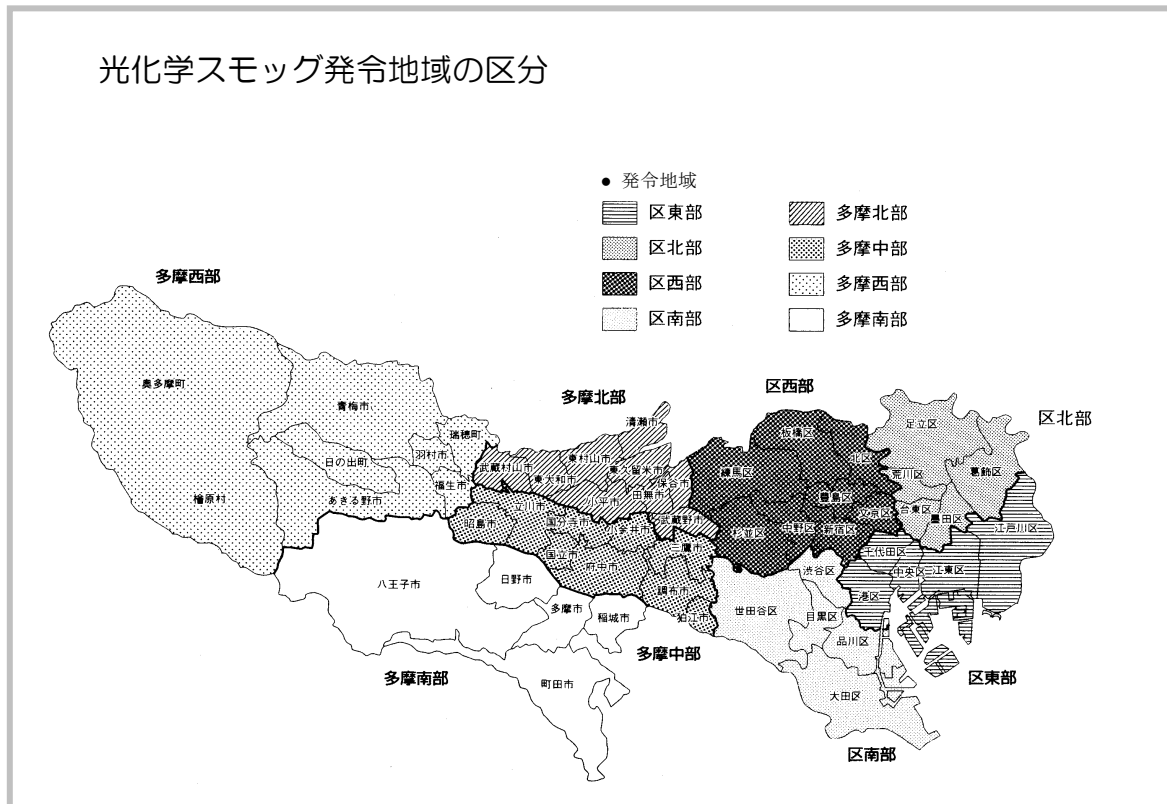 光化学スモッグ発令地域の区分
● 発令地域
区東部
多摩北部
区北部
多摩中部
区西部
多摩西部
区南部
多摩南部
多摩西部
奥多摩町
青梅市
瑞穂町
羽村市
日の出町
福生市
あきる野市
檜原村
多摩北部
清瀬市
東村山市
武蔵村山市
東大和市
東久留米市
保谷市
田無市
小平市
武蔵野市
区西部
板橋区
北区
練馬区
豊島区
文京区
杉並区
中野区
新宿区
区北部
足立区
荒川区
葛飾区
台東区
墨田区
立川市
昭島市
国分寺市
小金井市
三鷹市
国立市
府中市
調布市
狛江市
多摩中部
八王子市
日野市
多摩市
稲城市
町田市
多摩南部
江戸川区
千代田区
中央区
江東区
港区
区東部
渋谷区
世田谷区
目黒区
品川区
大田区
区南部